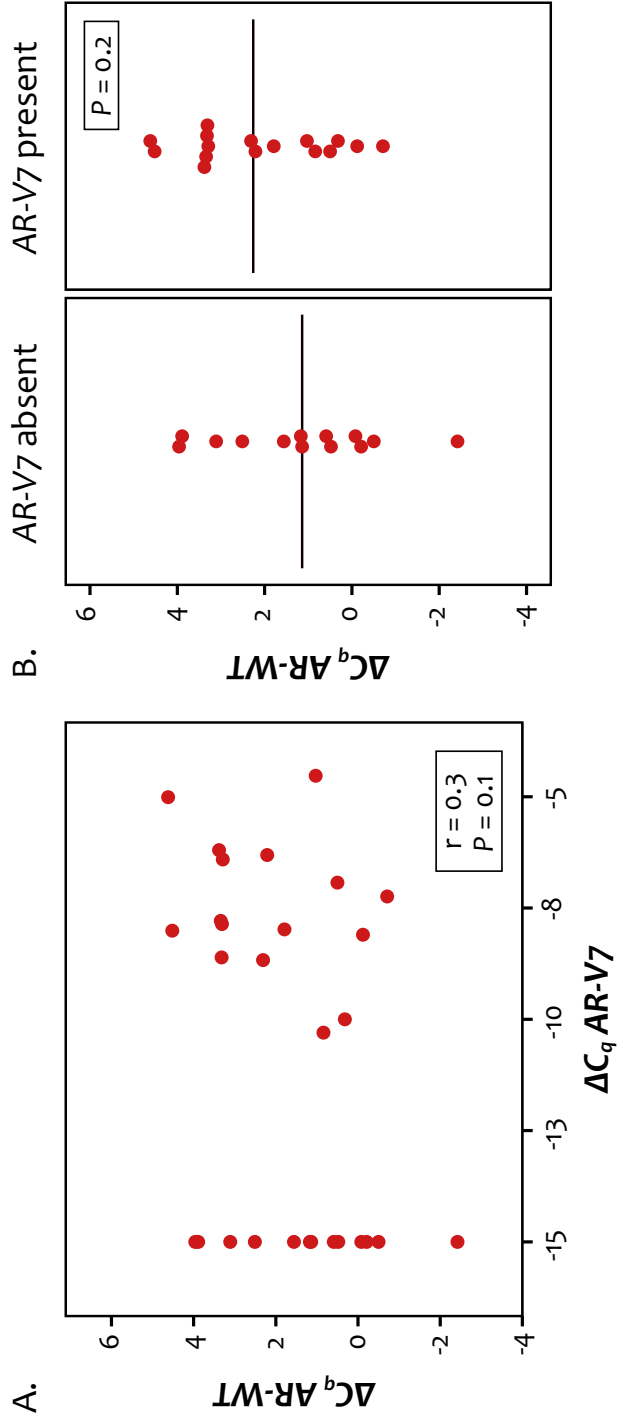 A.
ΔCq AR-WT
6
4
2
0
-2
-4
-15
-13
-10
-8
-5
ΔCq AR-V7
r = 0.3
P = 0.1
B.
AR-V7 absent
AR-V7 present
ΔCq AR-WT
6
4
2
0
-2
-4
P = 0.2